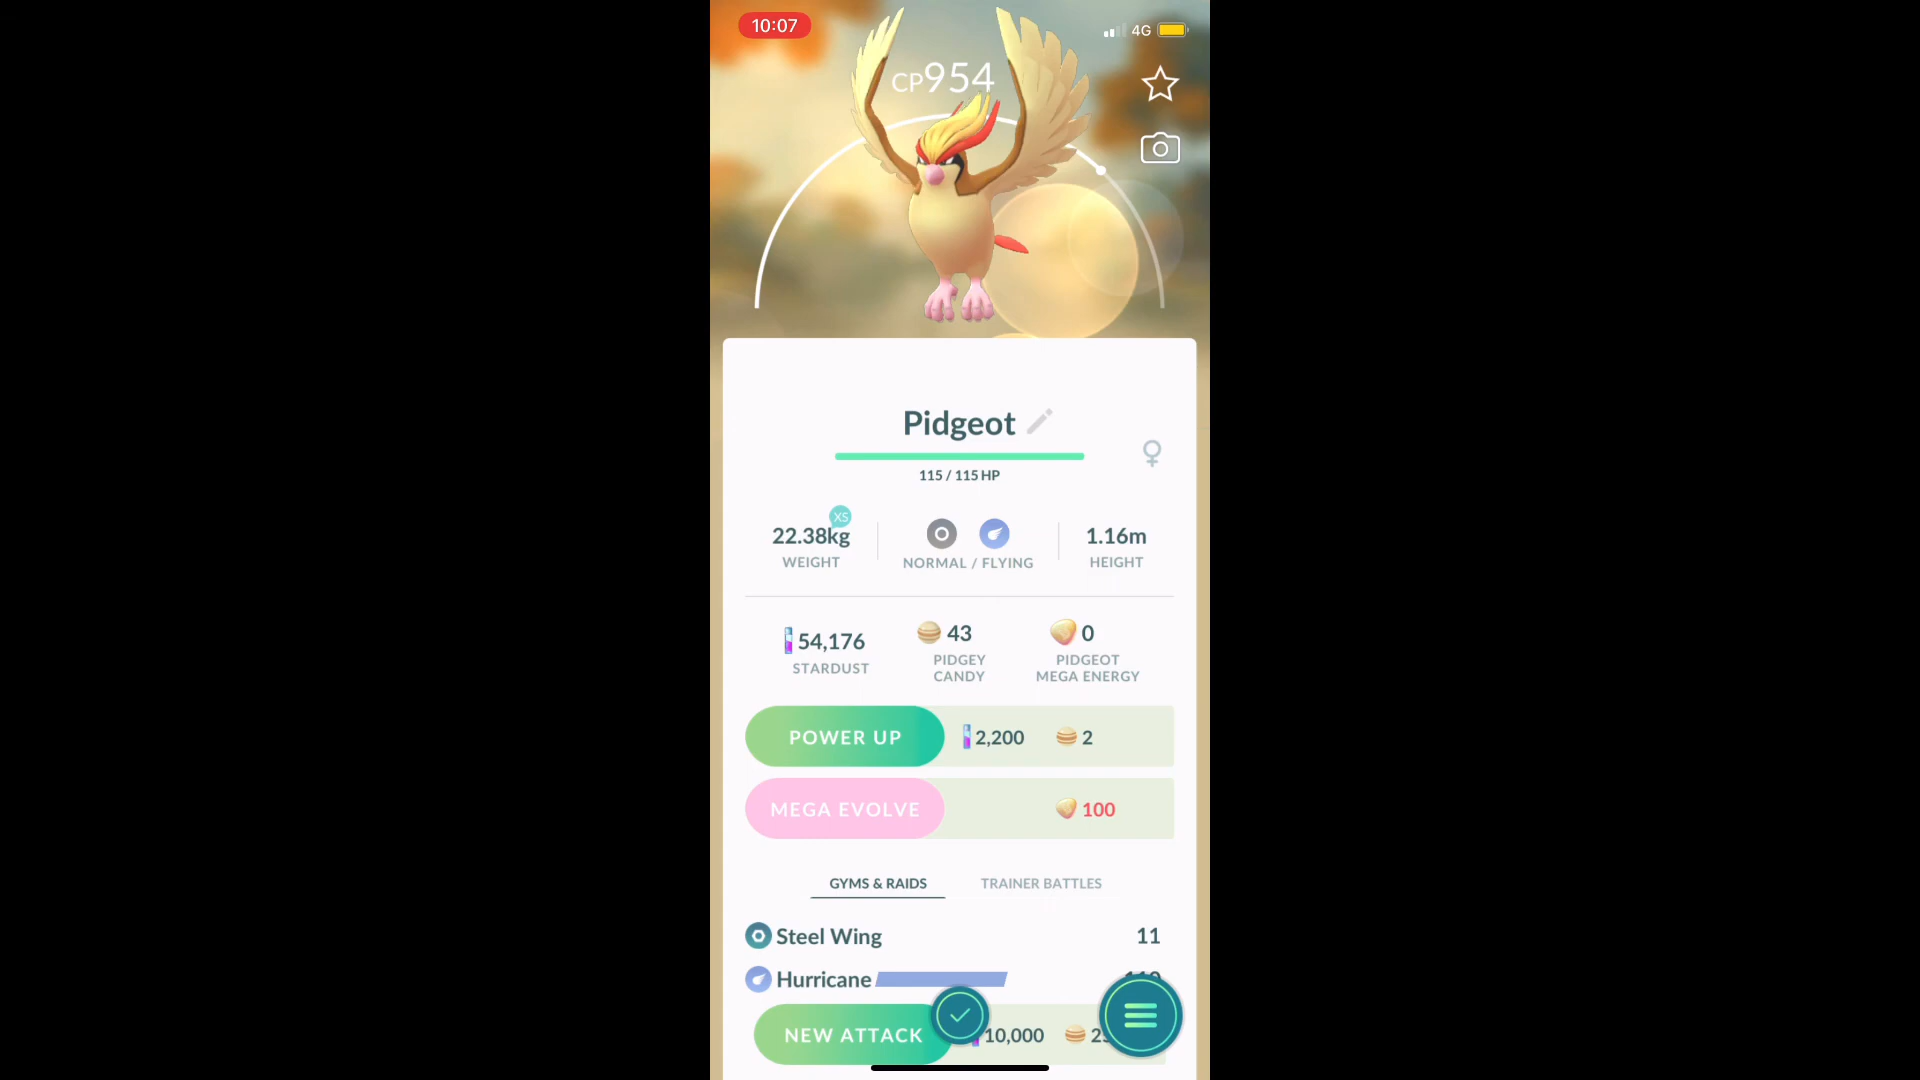 10:07
4G
CP954
Pidgeot
115 / 115 HP
XS
22.38kg
WEIGHT
NORMAL / FLYING
1.16m
HEIGHT
54,176
STARDUST
43
PIDGEY
CANDY
0
PIDGEOT
MEGA ENERGY
POWER UP
2,200
2
MEGA EVOLVE
100
GYMS & RAIDS
TRAINER BATTLES
Steel Wing
11
Hurricane
NEW ATTACK
10,000